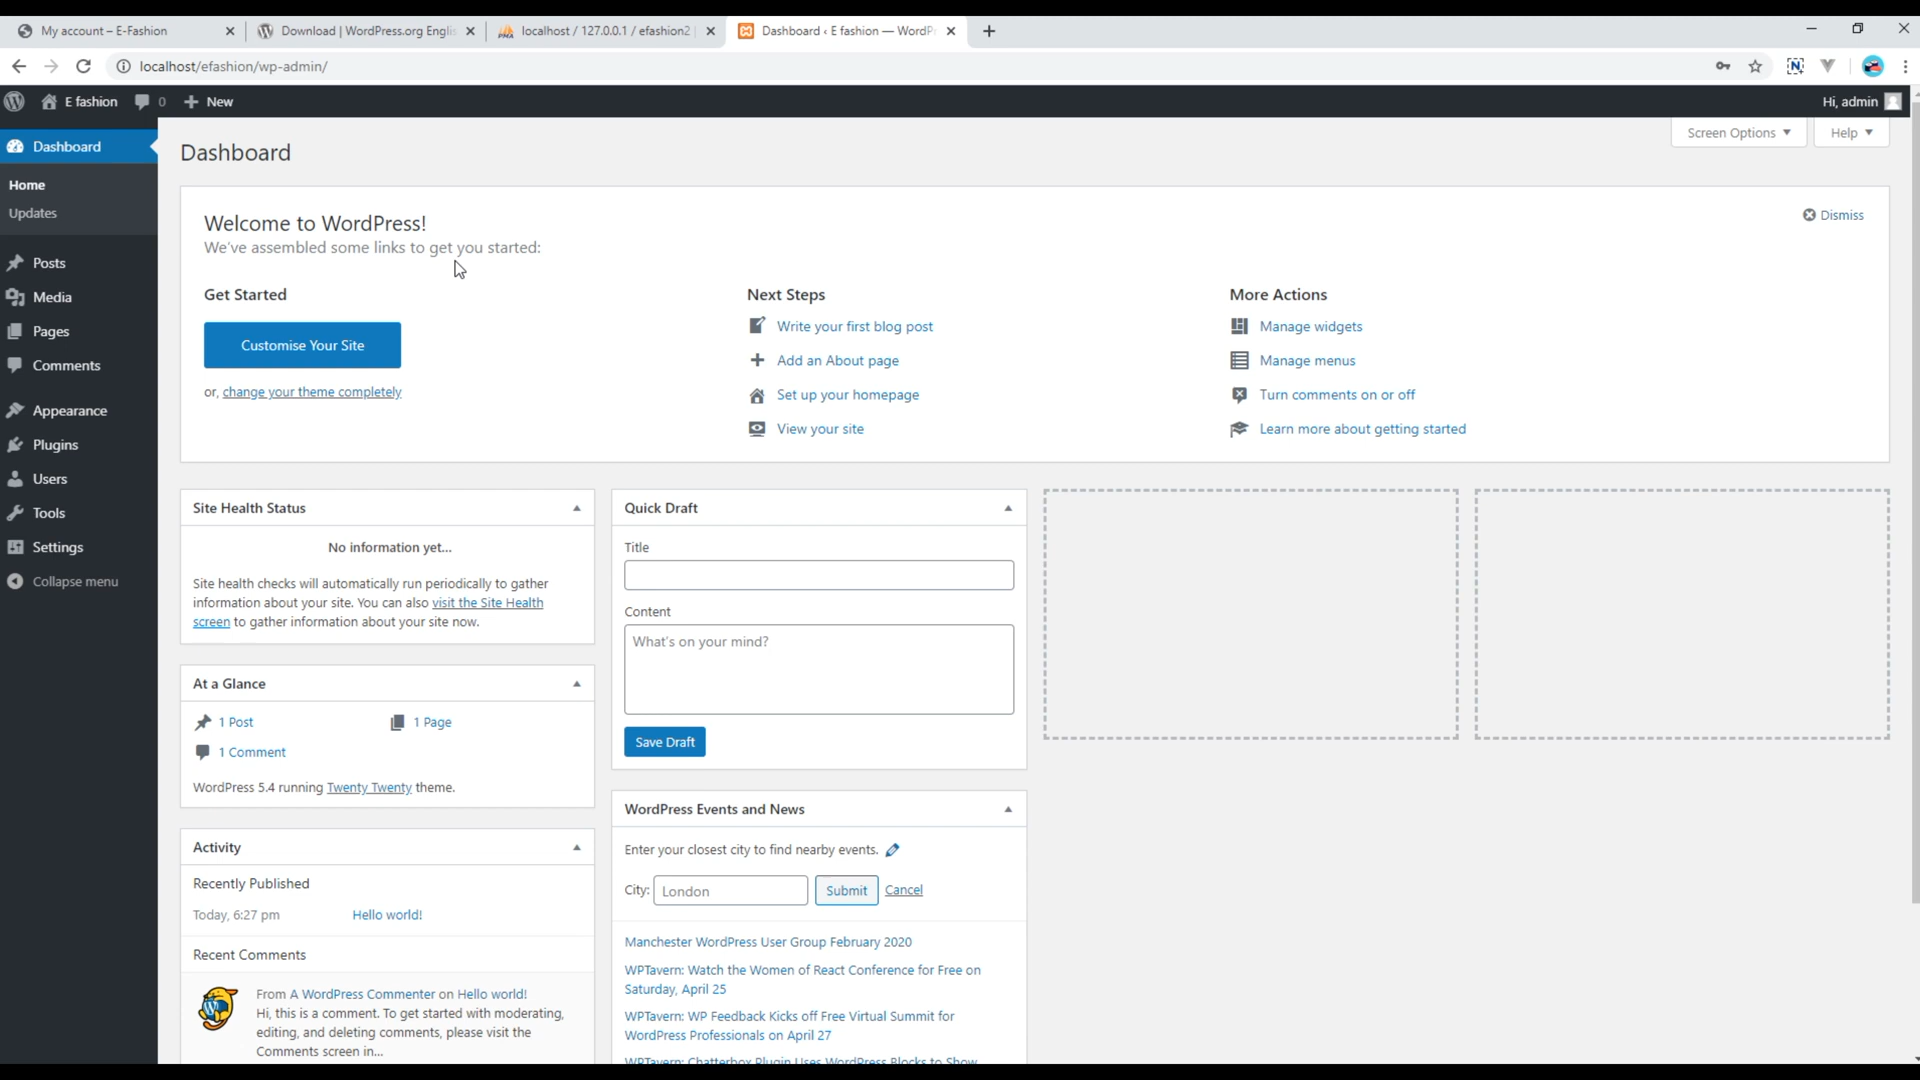 My account – E-Fashion
Download | WordPress.org Englis
localhost / 127.0.0.1 / efashion2
Dashboard ‹ E fashion — WordPr
localhost/efashion/wp-admin/
E fashion
0
New
Hi, admin
Dashboard
Home
Updates
Posts
Media
Pages
Comments
Appearance
Plugins
Users
Tools
Settings
Collapse menu
Screen Options
Help
Dashboard
Welcome to WordPress!
We've assembled some links to get you started:
Dismiss
Get Started
Customise Your Site
or, change your theme completely
Next Steps
Write your first blog post
Add an About page
Set up your homepage
View your site
More Actions
Manage widgets
Manage menus
Turn comments on or off
Learn more about getting started
Site Health Status
No information yet...
Site health checks will automatically run periodically to gather
information about your site. You can also visit the Site Health
screen to gather information about your site now.
At a Glance
1 Post
1 Page
1 Comment
WordPress 5.4 running Twenty Twenty theme.
Activity
Recently Published
Today, 6:27 pm
Hello world!
Recent Comments
From A WordPress Commenter on Hello world!
Hi, this is a comment. To get started with moderating,
editing, and deleting comments, please visit the
Comments screen in...
Quick Draft
Title
Content
What's on your mind?
Save Draft
WordPress Events and News
Enter your closest city to find nearby events.
City: London Submit Cancel
Manchester WordPress User Group February 2020
WPTavern: Watch the Women of React Conference for Free on
Saturday, April 25
WPTavern: WP Feedback Kicks off Free Virtual Summit for
WordPress Professionals on April 27
WPTavern: Chatterbox Plugin Uses WordPress Blocks to Show